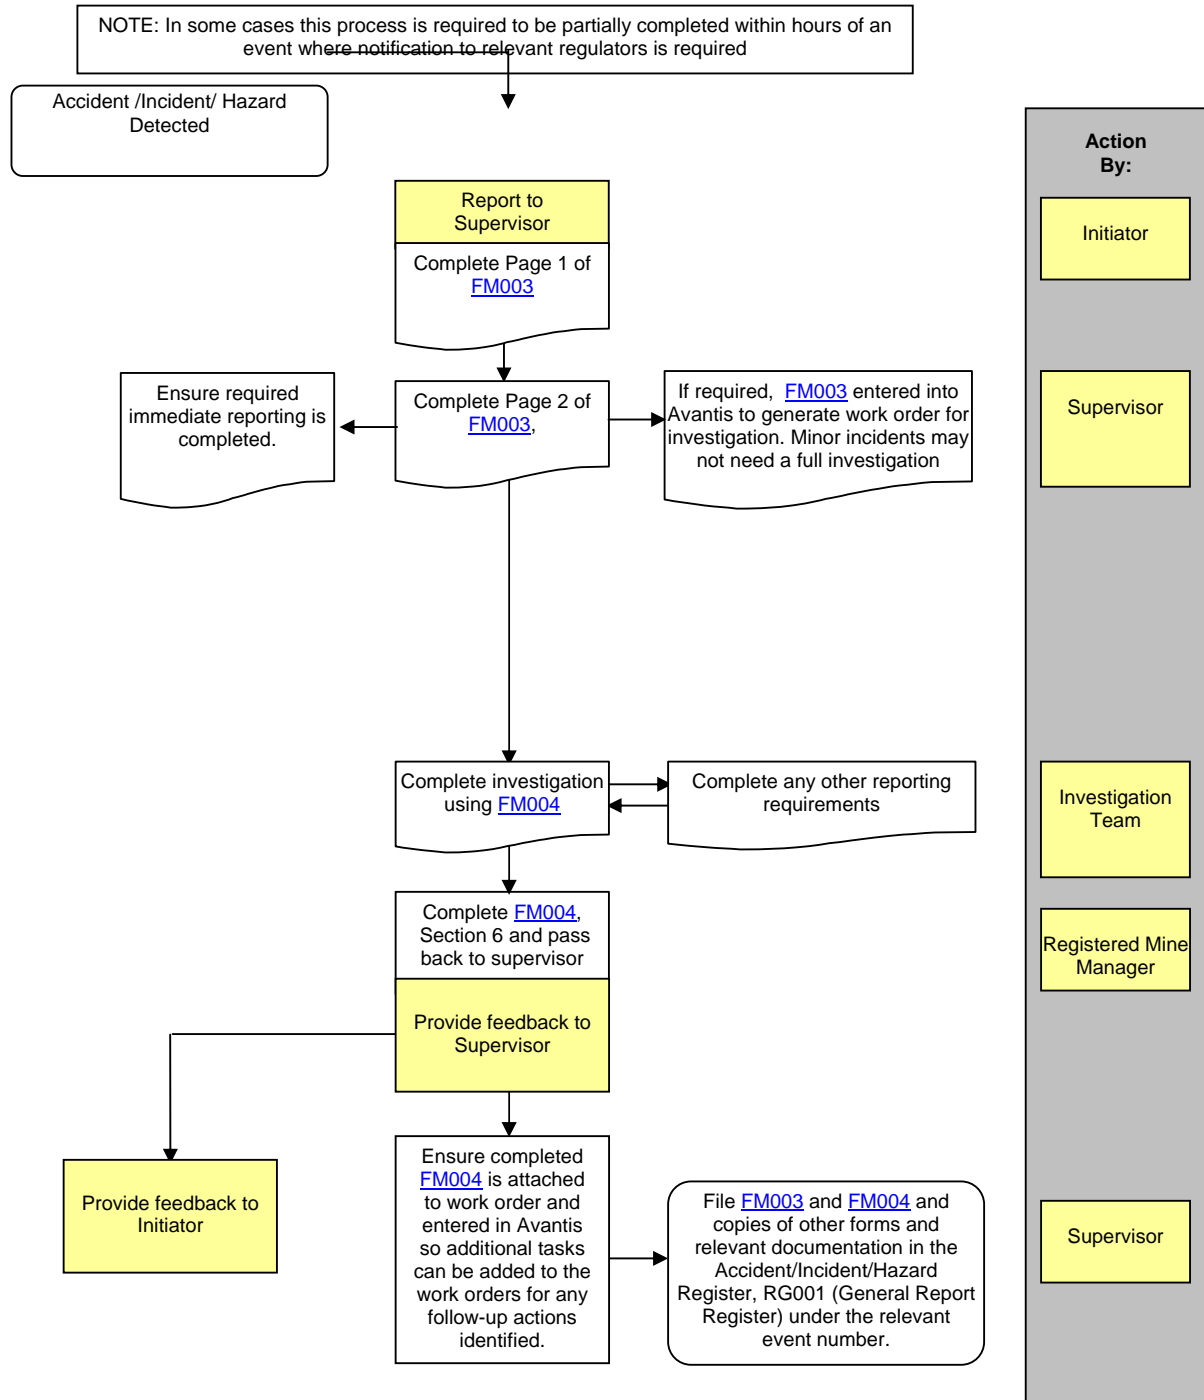 NOTE: In some cases this process is required to be partially completed within hours of an
event where notification to relevant regulators is required
Accident /Incident/ Hazard
Detected
Action
By:
Report to
Supervisor
Initiator
Complete Page 1 of
FM003
Ensure required
immediate reporting is
completed.
Complete Page 2 of
FM003,
If required,  FM003 entered into
Avantis to generate work order for
investigation. Minor incidents may
not need a full investigation
Supervisor
Complete investigation
using FM004
Complete any other reporting
requirements
Investigation
Team
Complete FM004,
Section 6 and pass
back to supervisor
Registered Mine
Manager
Provide feedback to
Supervisor
Provide feedback to
Initiator
Ensure completed
FM004 is attached
to work order and
entered in Avantis
so additional tasks
can be added to the
work orders for any
follow-up actions
identified.
File FM003 and FM004 and
copies of other forms and
relevant documentation in the
Accident/Incident/Hazard
Register, RG001 (General Report
Register) under the relevant
event number.
Supervisor